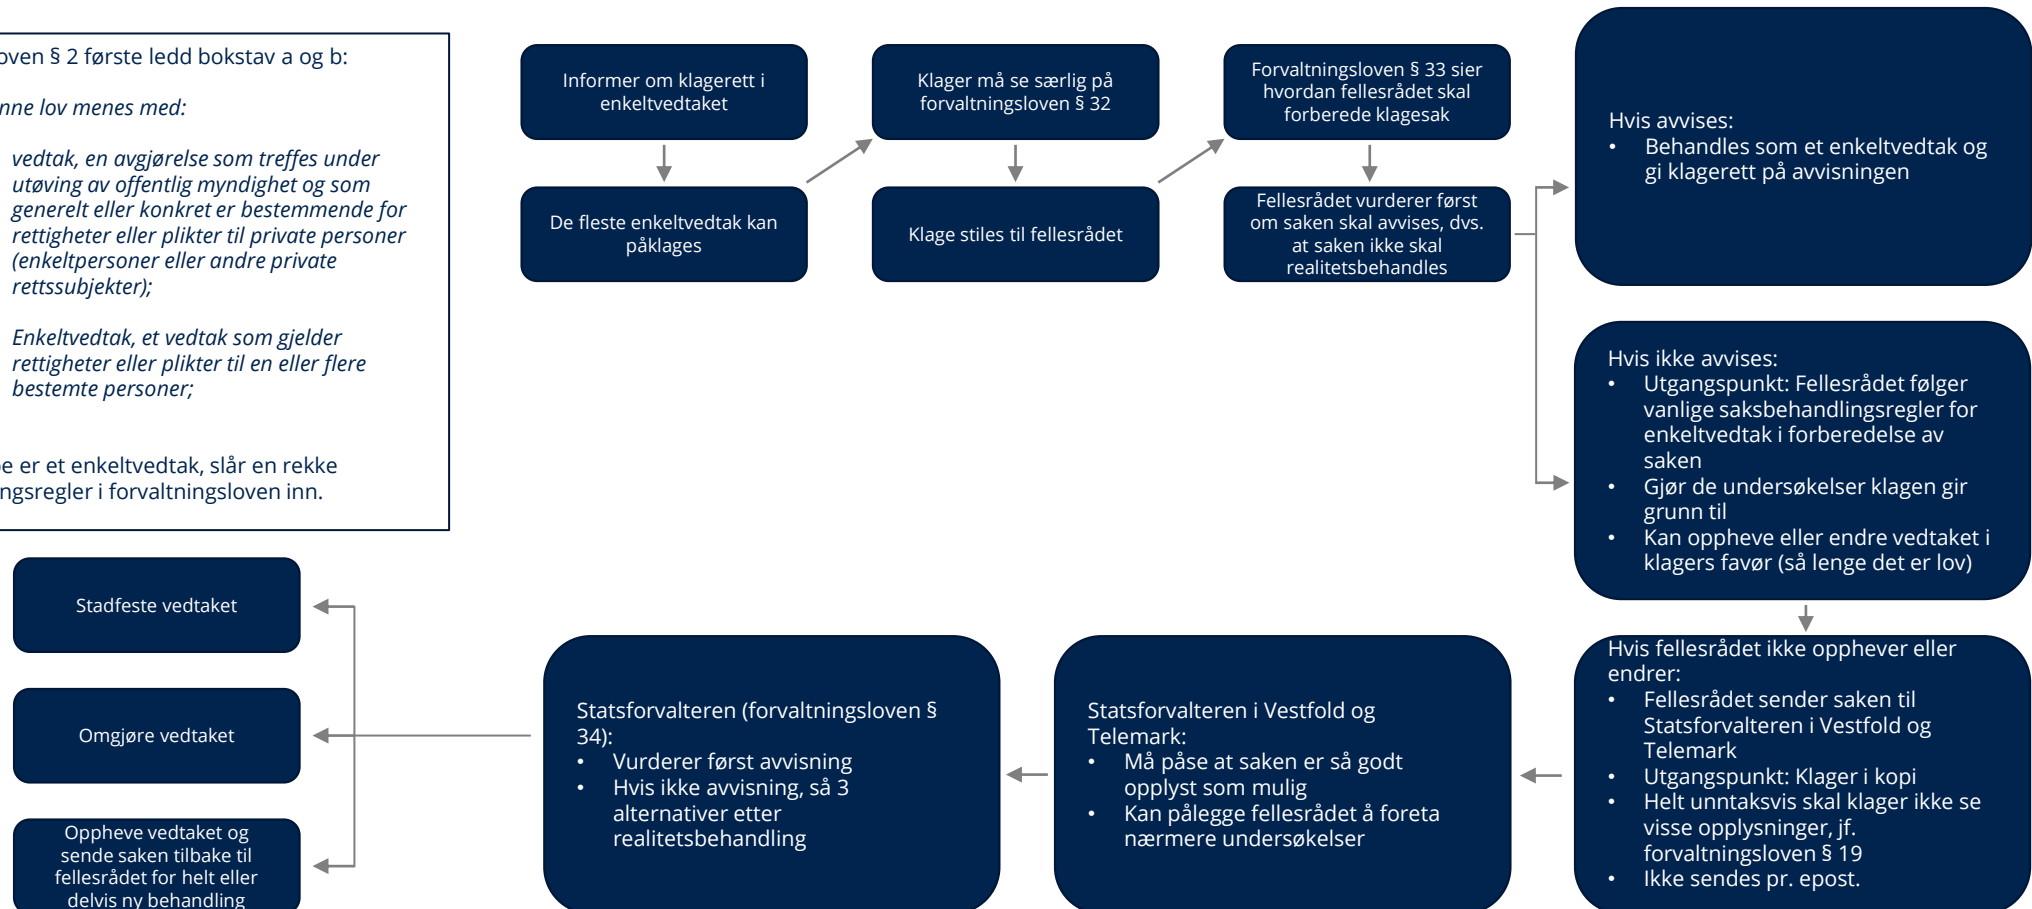 oven § 2 første ledd bokstav a og b:
nne lov menes med:
vedtak, en avgjørelse som treffes under
utøving av offentlig myndighet og som
generelt eller konkret er bestemmende for
rettigheter eller plikter til private personer
(enkeltpersoner eller andre private
rettssubjekter);
Enkeltvedtak, et vedtak som gjelder
rettigheter eller plikter til en eller flere
bestemte personer;
e er et enkeltvedtak, slår en rekke
ngsregler i forvaltningsloven inn.
Informer om klagerett i
enkeltvedtaket
De fleste enkeltvedtak kan
påklages
Klager må se særlig på
forvaltningsloven § 32
Klage stiles til fellesrådet
Forvaltningsloven § 33 sier
hvordan fellesrådet skal
forberede klagesak
Fellesrådet vurderer først
om saken skal avvises, dvs.
at saken ikke skal
realitetsbehandles
Hvis avvises:
• Behandles som et enkeltvedtak og
gi klagerett på avvisningen
Hvis ikke avvises:
• Utgangspunkt: Fellesrådet følger
vanlige saksbehandlingsregler for
enkeltvedtak i forberedelse av
saken
• Gjør de undersøkelser klagen gir
grunn til
• Kan oppheve eller endre vedtaket i
klagers favør (så lenge det er lov)
Hvis fellesrådet ikke opphever eller
endrer:
• Fellesrådet sender saken til
Statsforvalteren i Vestfold og
Telemark
• Utgangspunkt: Klager i kopi
• Helt unntaksvis skal klager ikke se
visse opplysninger, jf.
forvaltningsloven § 19
• Ikke sendes pr. epost.
Statsforvalteren i Vestfold og
Telemark:
• Må påse at saken er så godt
opplyst som mulig
• Kan pålegge fellesrådet å foreta
nærmere undersøkelser
Statsforvalteren (forvaltningsloven §
34):
• Vurderer først avvisning
• Hvis ikke avvisning, så 3
alternativer etter
realitetsbehandling
Stadfeste vedtaket
Omgjøre vedtaket
Oppheve vedtaket og
sende saken tilbake til
fellesrådet for helt eller
delvis ny behandling